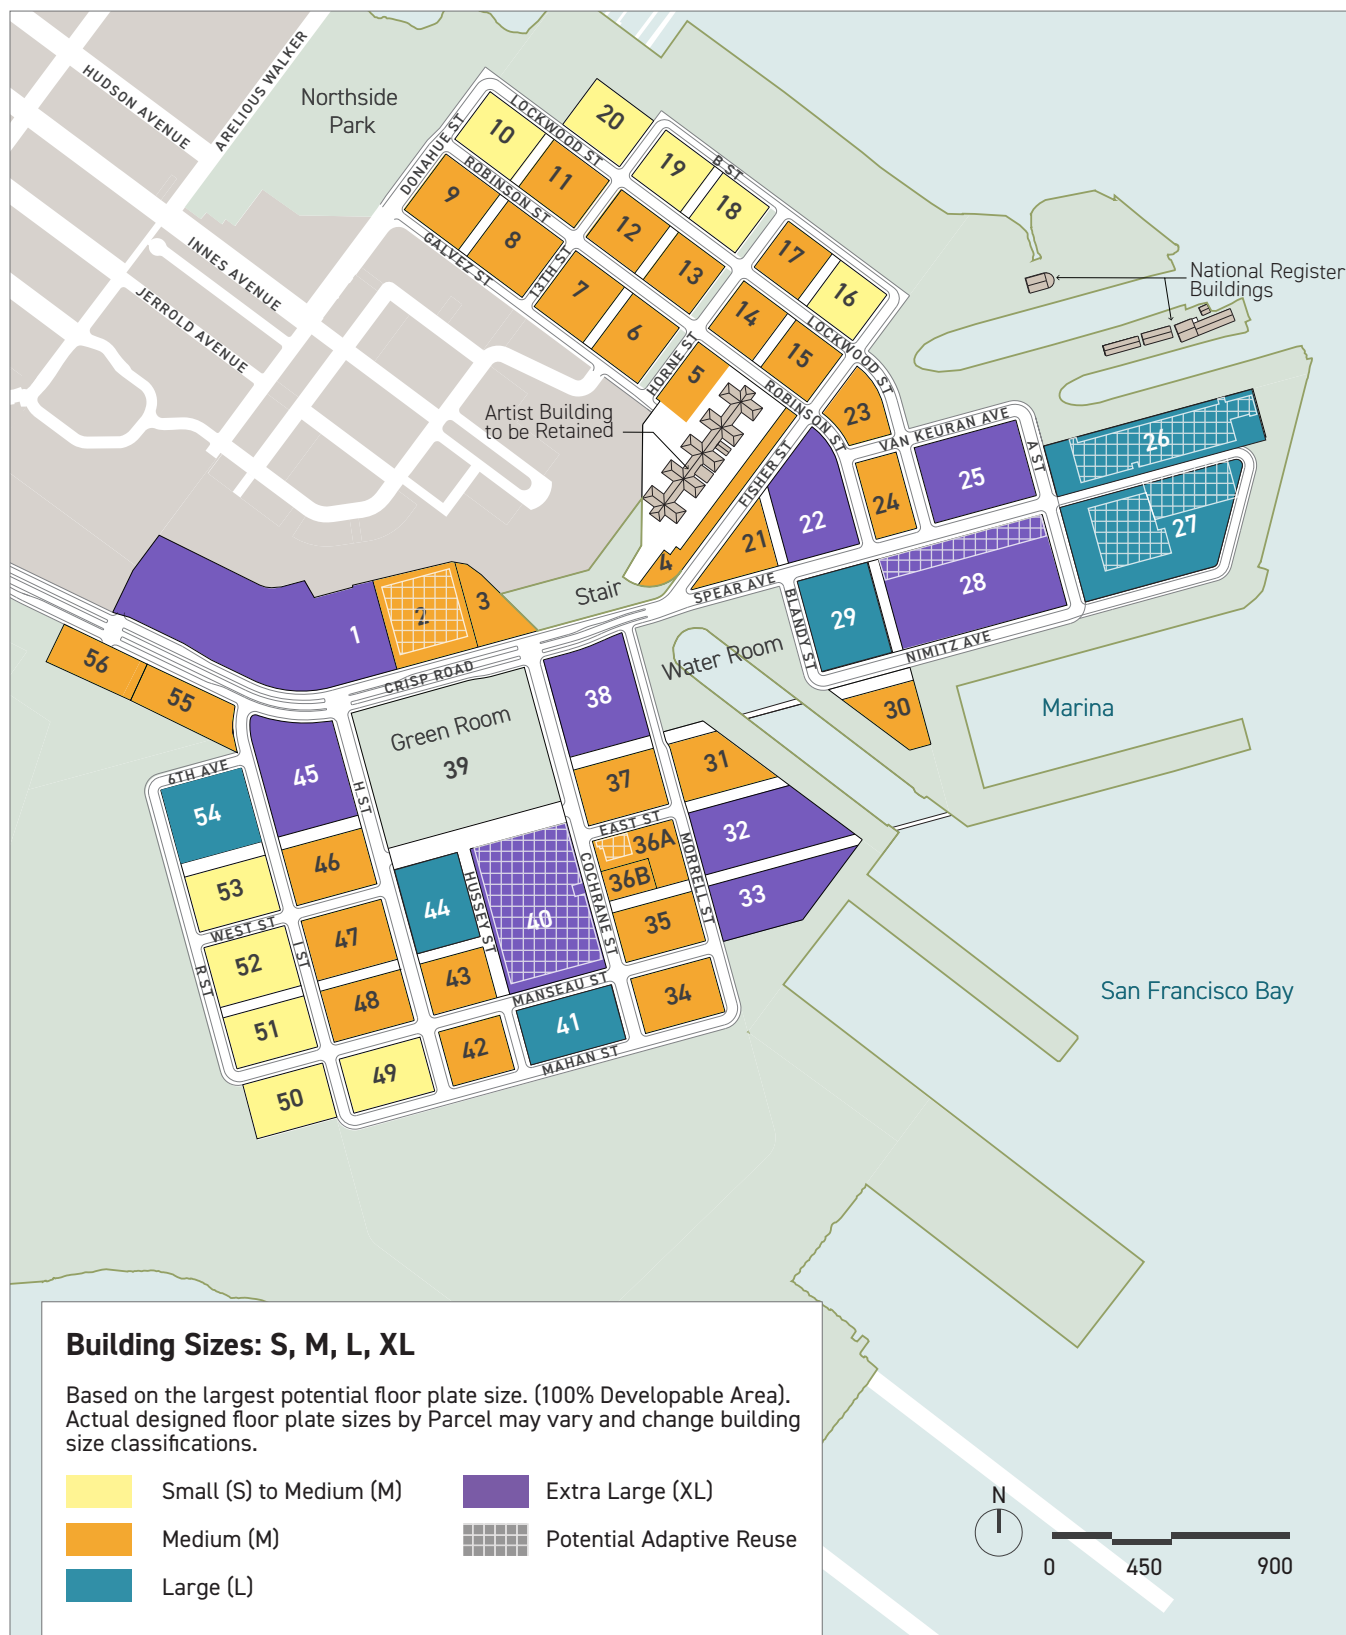 HUDSON AVENUE
ARELIOUS WALKER
Northside
Park
INNES AVENUE
JERROLD AVENUE
DONAHUE ST
LOCKWOOD ST
ROBINSON ST
GALVEZ ST
13TH ST
B ST
HORNE ST
LOCKWOOD ST
ROBINSON ST
FISHER ST
20
10
19
11
18
9
12
17
8
13
16
7
14
6
15
5
23
National Register
Buildings
Artist Building
to be Retained
VAN KEURAN AVE
A ST
26
25
24
22
27
21
4
28
29
SPEAR AVE
BLANDY ST
NIMITZ AVE
Stair
Water Room
30
Marina
1
2
3
CRISP ROAD
56
55
38
Green Room
39
45
H ST
6TH AVE
54
37
31
EAST ST
32
36A
36B
MORRELL ST
33
COCHRANE ST
46
53
44
HUSSEY ST
40
35
WEST ST
47
52
I ST
R ST
43
48
MANSEAU ST
34
51
41
42
MAHAN ST
49
50
San Francisco Bay
Building Sizes: S, M, L, XL
Based on the largest potential floor plate size. (100% Developable Area).
Actual designed floor plate sizes by Parcel may vary and change building
size classifications.
Small (S) to Medium (M)
Extra Large (XL)
Medium (M)
Potential Adaptive Reuse
Large (L)
N
0
450
900